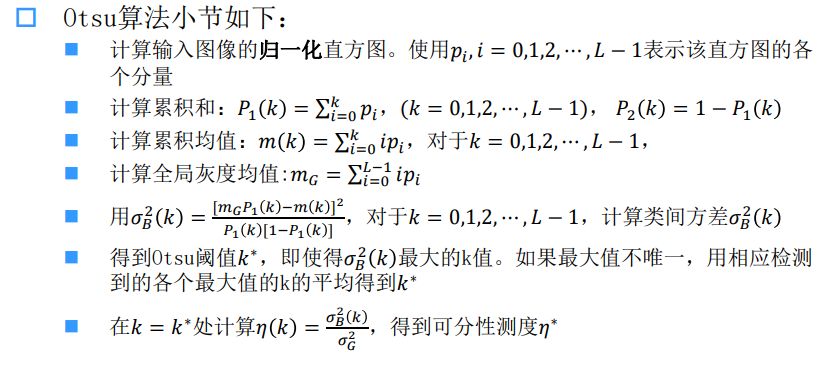 Otsu算法小节如下：
计算输入图像的归一化直方图。使用$p_i, i = 0,1,2,\cdots,L-1$表示该直方图的各
个分量
计算累积和：$P_1(k) = \sum_{i=0}^{k} p_i$，$(k = 0,1,2,\cdots,L-1)$， $P_2(k) = 1 - P_1(k)$
计算累积均值：$m(k) = \sum_{i=0}^{k} ip_i$，对于$k = 0,1,2,\cdots,L-1$，
计算全局灰度均值:$m_G = \sum_{i=0}^{L-1} ip_i$
用$\sigma_B^2(k) = \frac{[m_G P_1(k)-m(k)]^2}{P_1(k)[1-P_1(k)]}$，对于$k = 0,1,2,\cdots,L-1$，计算类间方差$\sigma_B^2(k)$
得到Otsu阈值$k^*$，即使得$\sigma_B^2(k)$最大的k值。如果最大值不唯一，用相应检测
到的各个最大值的k的平均得到$k^*$
在$k = k^*$处计算$\eta(k) = \frac{\sigma_B^2(k)}{\sigma_G^2}$，得到可分性测度$\eta^*$